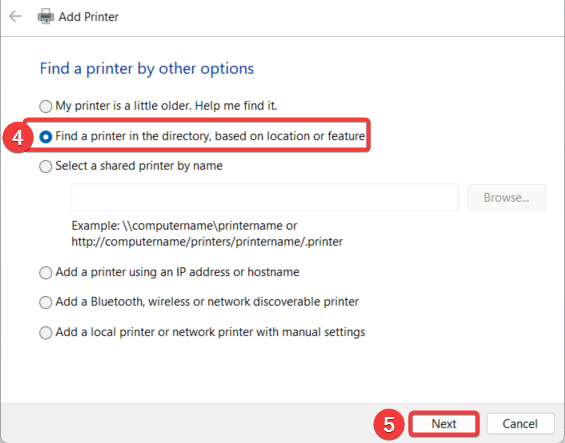 Add Printer
Find a printer by other options
My printer is a little older. Help me find it.
4
Find a printer in the directory, based on location or feature
Select a shared printer by name
Browse...
Example: \\computername\printername or
http://computername/printers/printername/.printer
Add a printer using an IP address or hostname
Add a Bluetooth, wireless or network discoverable printer
Add a local printer or network printer with manual settings
5
Next
Cancel